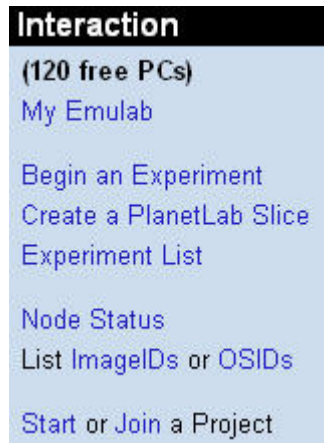 Interaction
(120 free PCs)
My Emulab
Begin an Experiment
Create a PlanetLab Slice
Experiment List
Node Status
List ImageIDs or OSIDs
Start or Join a Project